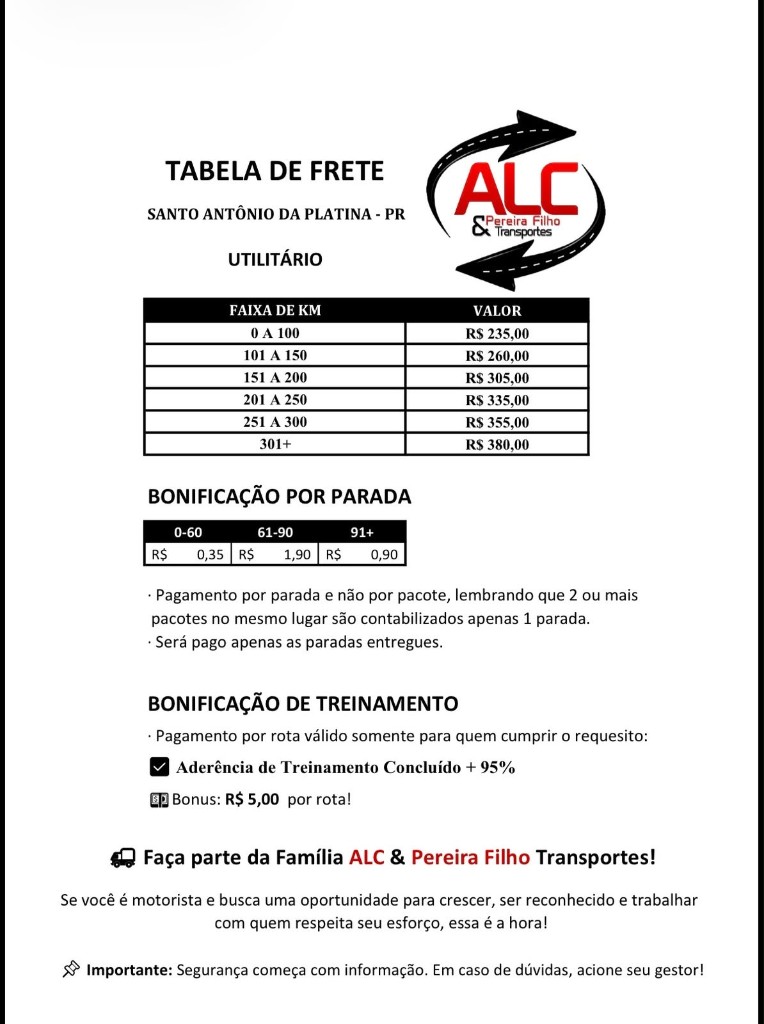 TABELA DE FRETE
SANTO ANTÔNIO DA PLATINA - PR
UTILITÁRIO
ALC
& Pereira Filho
Transportes
FAIXA DE KM VALOR
0 A 100 R$ 235,00
101 A 150 R$ 260,00
151 A 200 R$ 305,00
201 A 250 R$ 335,00
251 A 300 R$ 355,00
301+ R$ 380,00
BONIFICAÇÃO POR PARADA
0-60 61-90 91+
R$ 0,35 R$ 1,90 R$ 0,90
· Pagamento por parada e não por pacote, lembrando que 2 ou mais
pacotes no mesmo lugar são contabilizados apenas 1 parada.
· Será pago apenas as paradas entregues.
BONIFICAÇÃO DE TREINAMENTO
· Pagamento por rota válido somente para quem cumprir o requesito:
Aderência de Treinamento Concluído + 95%
Bonus: R$ 5,00 por rota!
Faça parte da Família ALC & Pereira Filho Transportes!
Se você é motorista e busca uma oportunidade para crescer, ser reconhecido e trabalhar
com quem respeita seu esforço, essa é a hora!
Importante: Segurança começa com informação. Em caso de dúvidas, acione seu gestor!